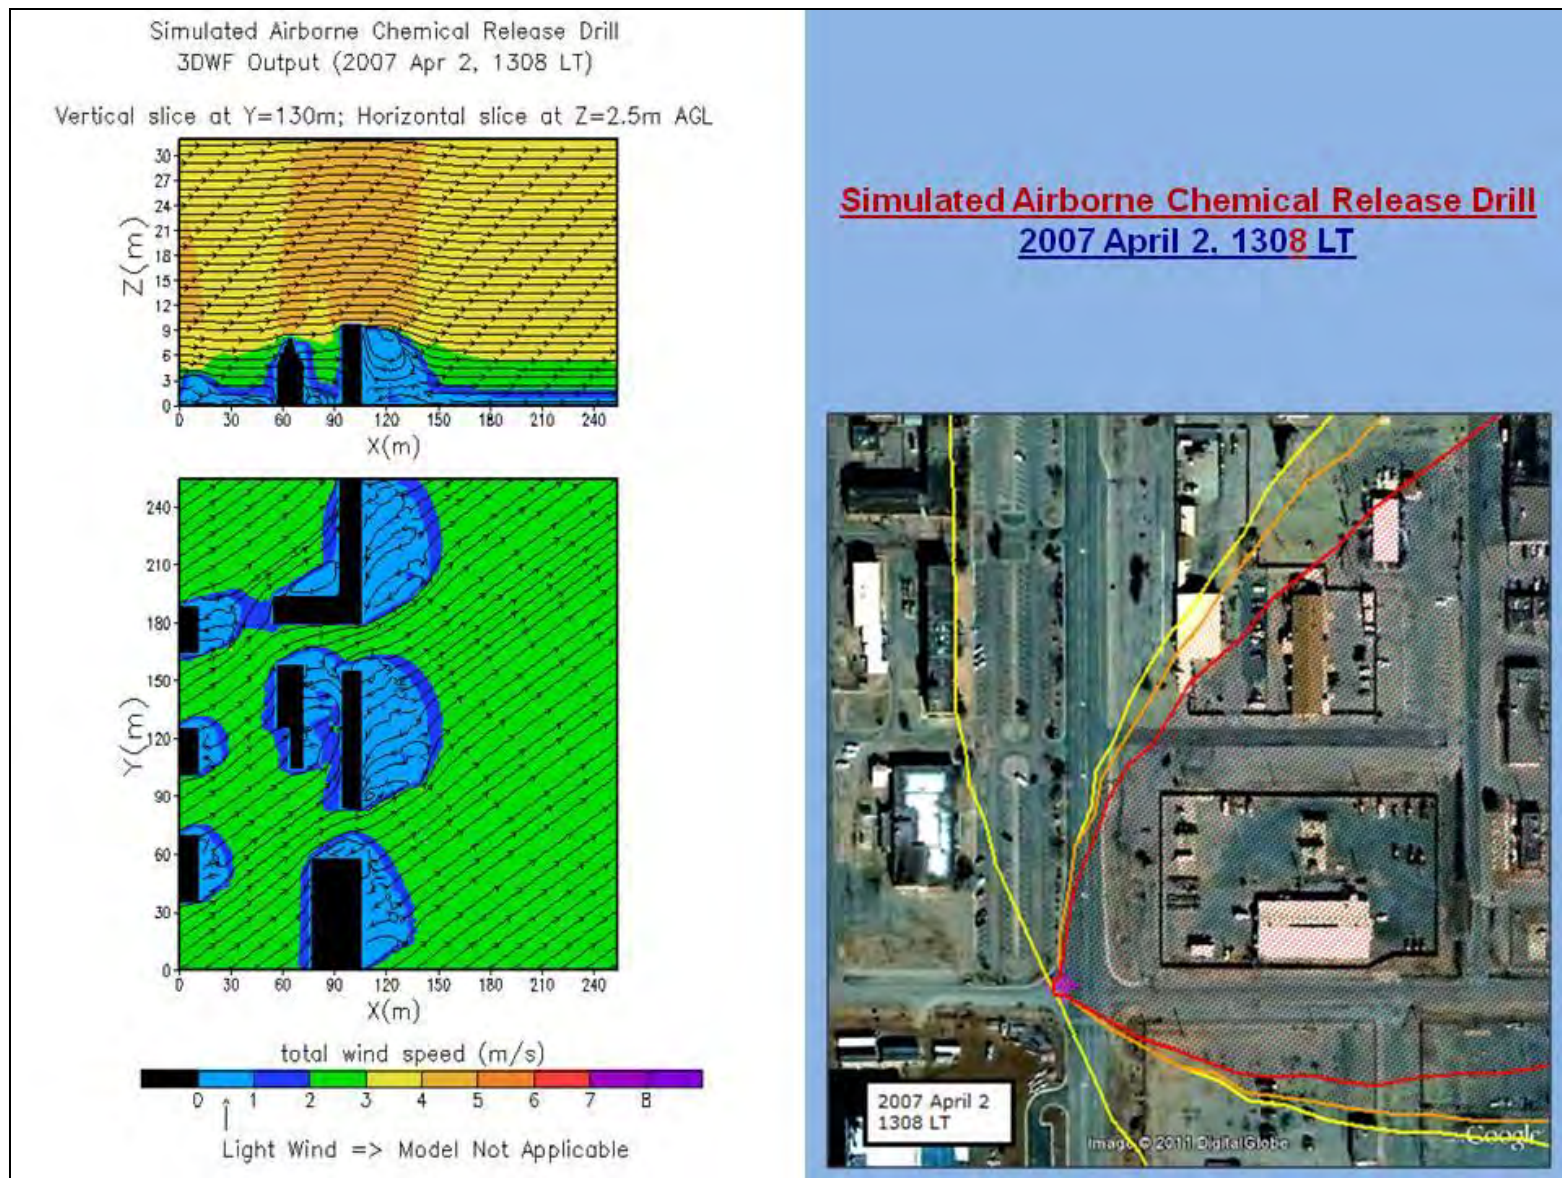 Simulated Airborne Chemical Release Drill
3DWF Output (2007 Apr 2, 1308 LT)
Vertical slice at Y=130m; Horizontal slice at Z=2.5m AGL
Z(m)
30
27
24
21
18
15
12
9
6
3
0
0 30 60 90 120 150 180 210 240
X(m)
Y(m)
240
210
180
150
120
90
60
30
0
0 30 60 90 120 150 180 210 240
X(m)
total wind speed (m/s)
0 1 2 3 4 5 6 7 8
Light Wind => Model Not Applicable
Simulated Airborne Chemical Release Drill
2007 April 2. 1308 LT
2007 April 2
1308 LT
Image © 2011 DigitalGlobe
Google